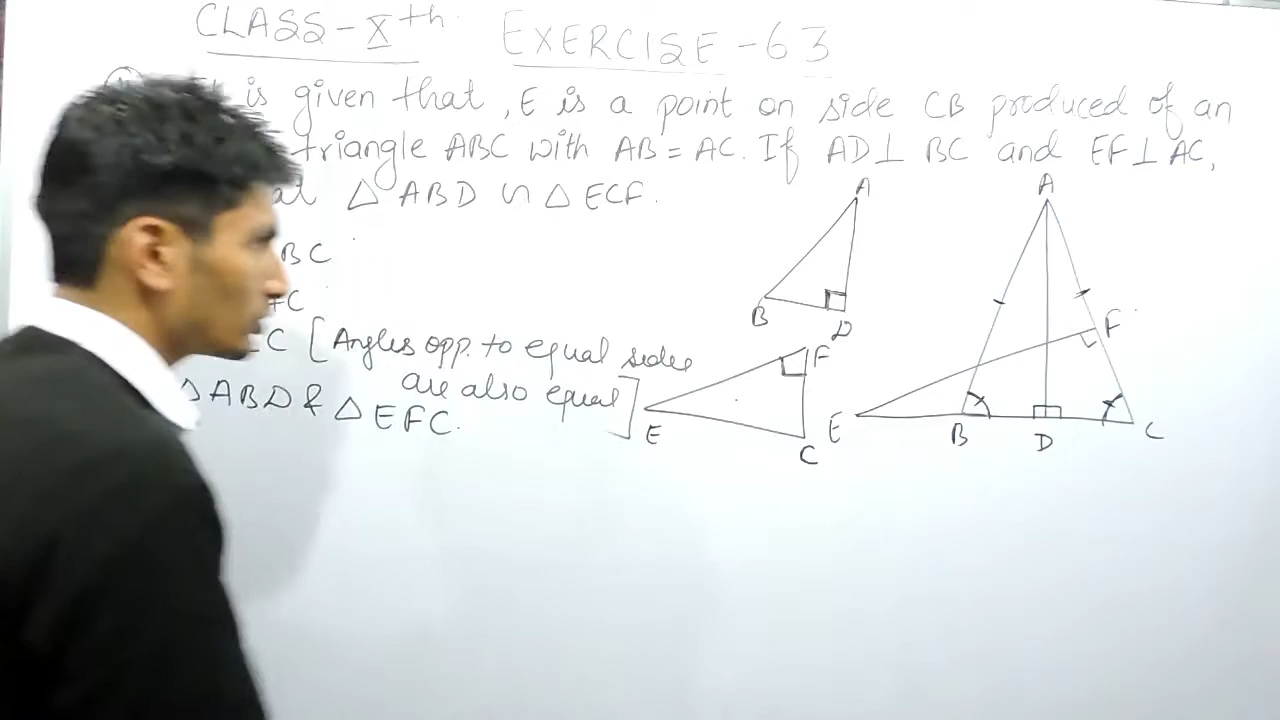 CLASS-Xth EXERCISE-6 3
is given that, E is a point on side CB produced of an
triangle ABC with AB = AC. If AD⊥ BC and EF⊥ AC,
△ ABD ∽ △ ECF.
BC
C [Angles opp. to equal sides
are also equal]
△ABD & △EFC.
A
B
D
F
E
C
A
F
E
B
D
C